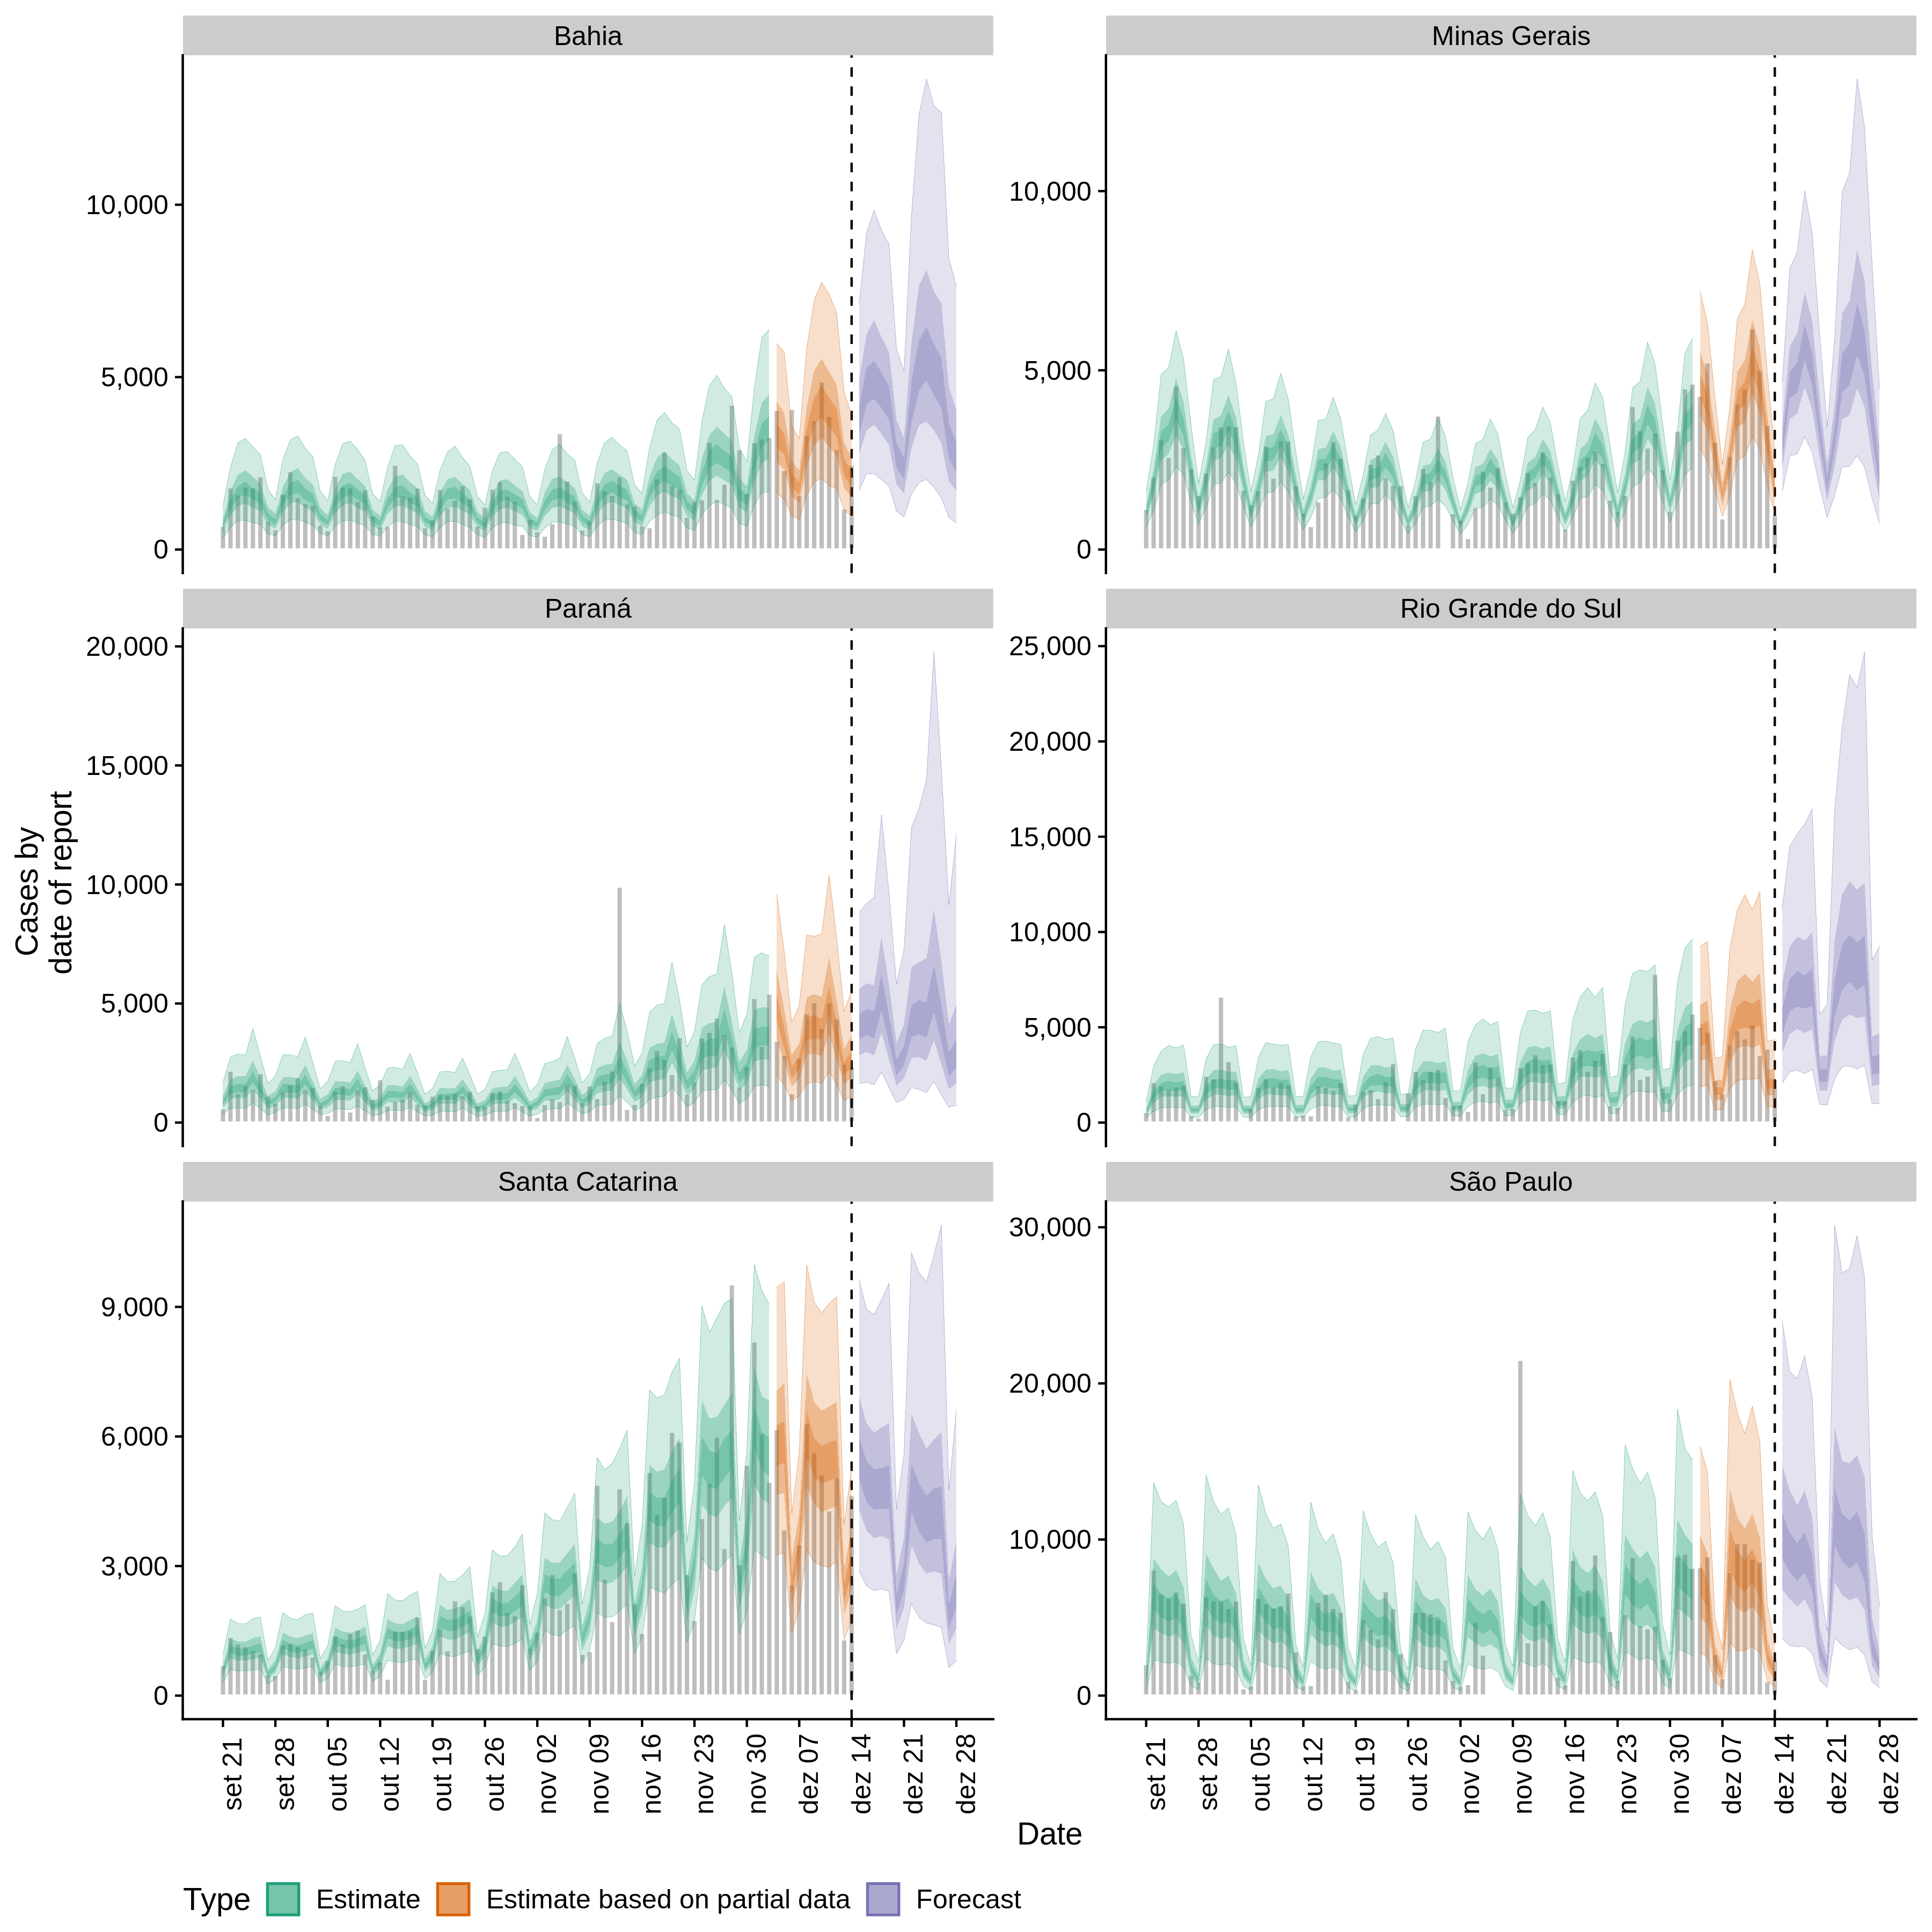 Bahia
Minas Gerais
10,000
5,000
0
10,000
5,000
0
Paraná
Rio Grande do Sul
20,000
15,000
10,000
5,000
0
25,000
20,000
15,000
10,000
5,000
0
Cases by
date of report
Santa Catarina
São Paulo
9,000
6,000
3,000
0
30,000
20,000
10,000
0
set 21
set 28
out 05
out 12
out 19
out 26
nov 02
nov 09
nov 16
nov 23
nov 30
dez 07
dez 14
dez 21
dez 28
set 21
set 28
out 05
out 12
out 19
out 26
nov 02
nov 09
nov 16
nov 23
nov 30
dez 07
dez 14
dez 21
dez 28
Date
Type Estimate Estimate based on partial data Forecast